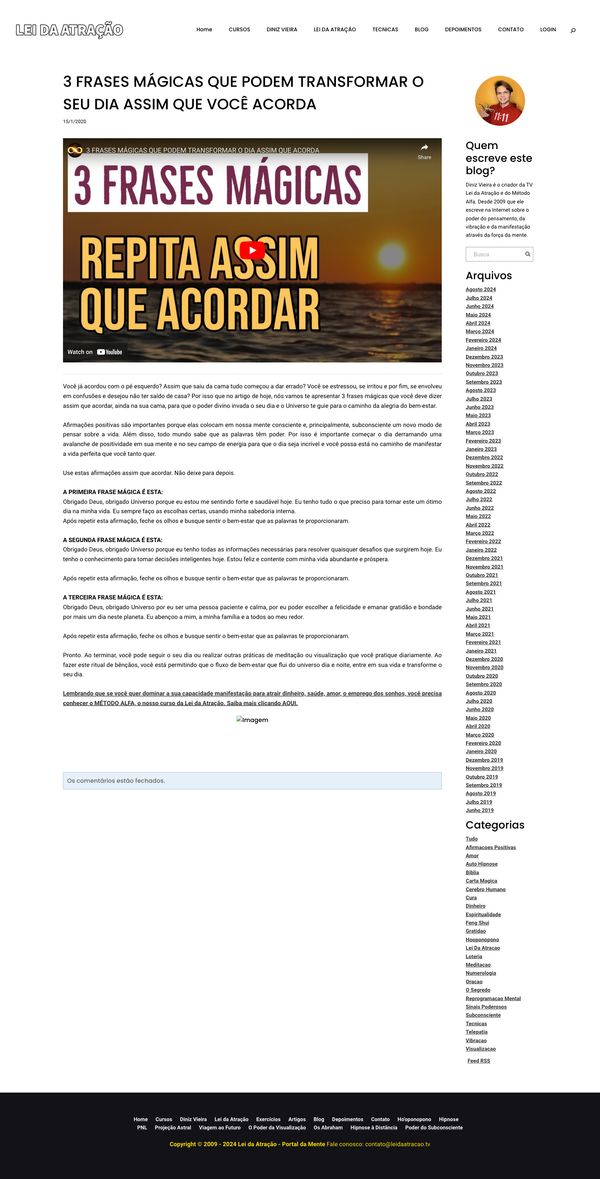 LEI DA ATRAÇÃO
Home CURSOS DINIZ VIEIRA LEI DA ATRAÇÃO TECNICAS BLOG DEPOIMENTOS CONTATO LOGIN
3 FRASES MÁGICAS QUE PODEM TRANSFORMAR O
SEU DIA ASSIM QUE VOCÊ ACORDA
15/1/2020
3 FRASES MÁGICAS QUE PODEM TRANSFORMAR O DIA ASSIM QUE ACORDA
Share
3 FRASES MÁGICAS
REPITA ASSIM
QUE ACORDAR
Watch on YouTube
Você já acordou com o pé esquerdo? Assim que saiu da cama tudo começou a dar errado? Você se estressou, se irritou e por fim, se envolveu
em confusões e desejou não ter saído de casa? Por isso que no artigo de hoje, nós vamos te apresentar 3 frases mágicas que você deve dizer
assim que acordar, ainda na sua cama, para que o poder divino invada o seu dia e o Universo te guie para o caminho da alegria do bem-estar.
Afirmações positivas são importantes porque elas colocam em nossa mente consciente e, principalmente, subconsciente um novo modo de
pensar sobre a vida. Além disso, todo mundo sabe que as palavras têm poder. Por isso é importante começar o dia derramando uma
avalanche de positividade em sua mente e no seu campo de energia para que o dia seja incrível e você possa está no caminho de manifestar
a vida perfeita que você tanto quer.
Use estas afirmações assim que acordar. Não deixe para depois.
A PRIMEIRA FRASE MÁGICA É ESTA:
Obrigado Deus, obrigado Universo porque eu estou me sentindo forte e saudável hoje. Eu tenho tudo o que preciso para tornar este um ótimo
dia na minha vida. Eu sempre faço as escolhas certas, usando minha sabedoria interna.
Após repetir esta afirmação, feche os olhos e busque sentir o bem-estar que as palavras te proporcionaram.
A SEGUNDA FRASE MÁGICA É ESTA:
Obrigado Deus, obrigado Universo porque eu tenho todas as informações necessárias para resolver quaisquer desafios que surgirem hoje. Eu
tenho o conhecimento para tomar decisões inteligentes hoje. Estou feliz e contente com minha vida abundante e próspera.
Após repetir esta afirmação, feche os olhos e busque sentir o bem-estar que as palavras te proporcionaram.
A TERCEIRA FRASE MÁGICA É ESTA:
Obrigado Deus, obrigado Universo por eu ser uma pessoa paciente e calma, por eu poder escolher a felicidade e emanar gratidão e bondade
por mais um dia neste planeta. Eu abençoo a mim, a minha família e a todos ao meu redor.
Após repetir esta afirmação, feche os olhos e busque sentir o bem-estar que as palavras te proporcionaram.
Pronto. Ao terminar, você pode seguir o seu dia ou realizar outras práticas de meditação ou visualização que você pratique diariamente. Ao
fazer este ritual de bênçãos, você está permitindo que o fluxo de bem-estar que flui do universo dia e noite, entre em sua vida e transforme o
seu dia.
Lembrando que se você quer dominar a sua capacidade manifestação para atrair dinheiro, saúde, amor, o emprego dos sonhos, você precisa
conhecer o MÉTODO ALFA, o nosso curso da Lei da Atração. Saiba mais clicando AQUI.
Imagem
Os comentários estão fechados.
11:11
Quem
escreve este
blog?
Diniz Vieira é o criador da TV
Lei da Atração e do Método
Alfa. Desde 2009 que ele
escreve na Internet sobre o
poder do pensamento, da
vibração e da manifestação
através da força da mente.
Busca
Arquivos
Agosto 2024
Julho 2024
Junho 2024
Maio 2024
Abril 2024
Março 2024
Fevereiro 2024
Janeiro 2024
Dezembro 2023
Novembro 2023
Outubro 2023
Setembro 2023
Agosto 2023
Julho 2023
Junho 2023
Maio 2023
Abril 2023
Março 2023
Fevereiro 2023
Janeiro 2023
Dezembro 2022
Novembro 2022
Outubro 2022
Setembro 2022
Agosto 2022
Julho 2022
Junho 2022
Maio 2022
Abril 2022
Março 2022
Fevereiro 2022
Janeiro 2022
Dezembro 2021
Novembro 2021
Outubro 2021
Setembro 2021
Agosto 2021
Julho 2021
Junho 2021
Maio 2021
Abril 2021
Março 2021
Fevereiro 2021
Janeiro 2021
Dezembro 2020
Novembro 2020
Outubro 2020
Setembro 2020
Agosto 2020
Julho 2020
Junho 2020
Maio 2020
Abril 2020
Março 2020
Fevereiro 2020
Janeiro 2020
Dezembro 2019
Novembro 2019
Outubro 2019
Setembro 2019
Agosto 2019
Julho 2019
Junho 2019
Categorias
Tudo
Afirmacoes Positivas
Amor
Auto Hipnose
Biblia
Carta Magica
Cerebro Humano
Cura
Dinheiro
Espiritualidade
Feng Shui
Gratidao
Hooponopono
Lei Da Atracao
Loteria
Meditacao
Numerologia
Oracao
O Segredo
Reprogramacao Mental
Sinais Poderosos
Subconsciente
Tecnicas
Telepatia
Vibracao
Visualizacao
Feed RSS
Home Cursos Diniz Vieira Lei da Atração Exercícios Artigos Blog Depoimentos Contato Ho'oponopono Hipnose
PNL Projeção Astral Viagem ao Futuro O Poder da Visualização Os Abraham Hipnose à Distância Poder do Subconsciente
Copyright © 2009 - 2024 Lei da Atração - Portal da Mente Fale conosco: contato@leidaatracao.tv